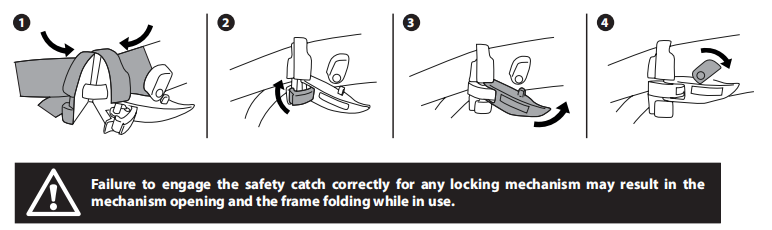 1 2 3 4
Failure to engage the safety catch correctly for any locking mechanism may result in the
mechanism opening and the frame folding while in use.